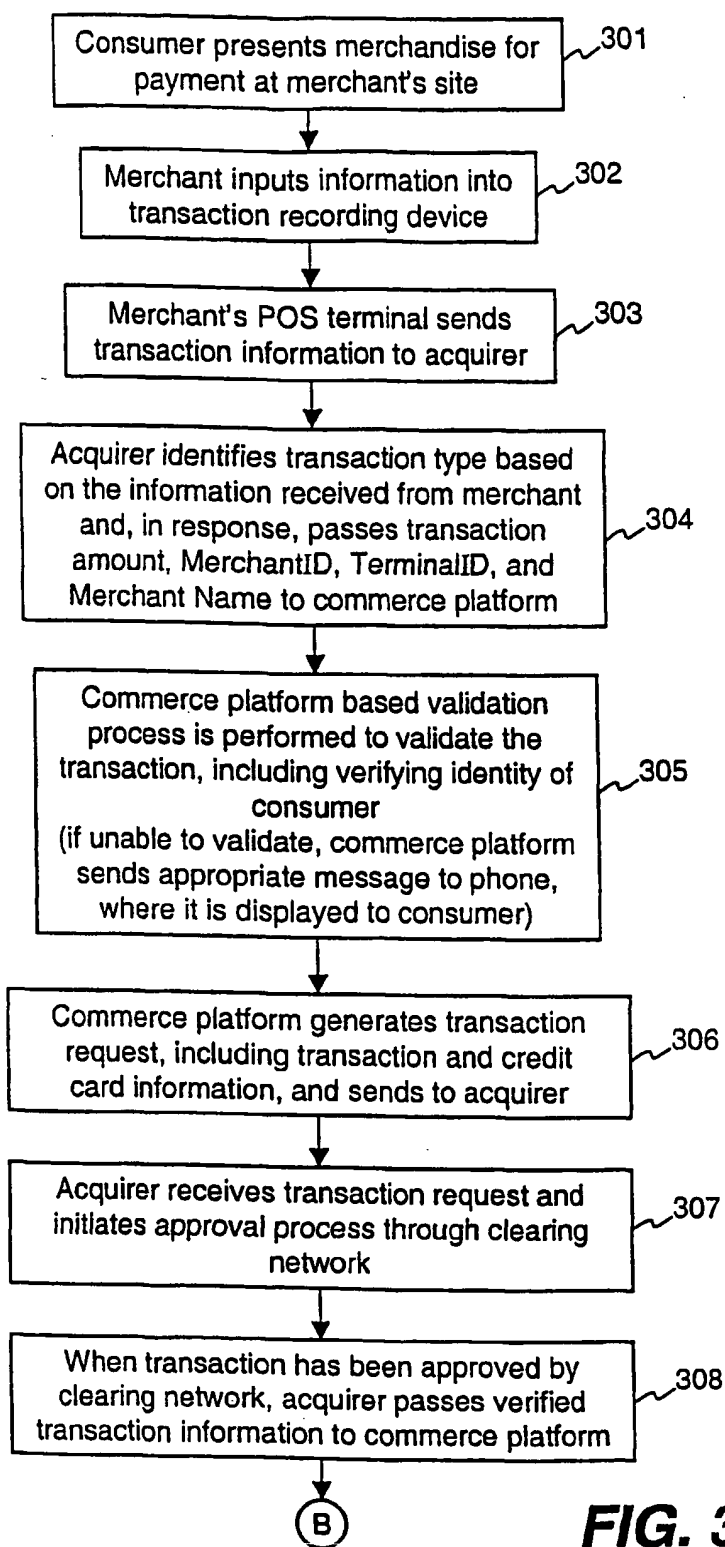 Consumer presents merchandise for
payment at merchant's site
301
Merchant inputs information into
transaction recording device
302
Merchant's POS terminal sends
transaction information to acquirer
303
Acquirer identifies transaction type based
on the information received from merchant
and, in response, passes transaction
amount, MerchantID, TerminalID, and
Merchant Name to commerce platform
304
Commerce platform based validation
process is performed to validate the
transaction, including verifying identity of
consumer
(if unable to validate, commerce platform
sends appropriate message to phone,
where it is displayed to consumer)
305
Commerce platform generates transaction
request, including transaction and credit
card information, and sends to acquirer
306
Acquirer receives transaction request and
initiates approval process through clearing
network
307
When transaction has been approved by
clearing network, acquirer passes verified
transaction information to commerce platform
308
B
FIG. 3